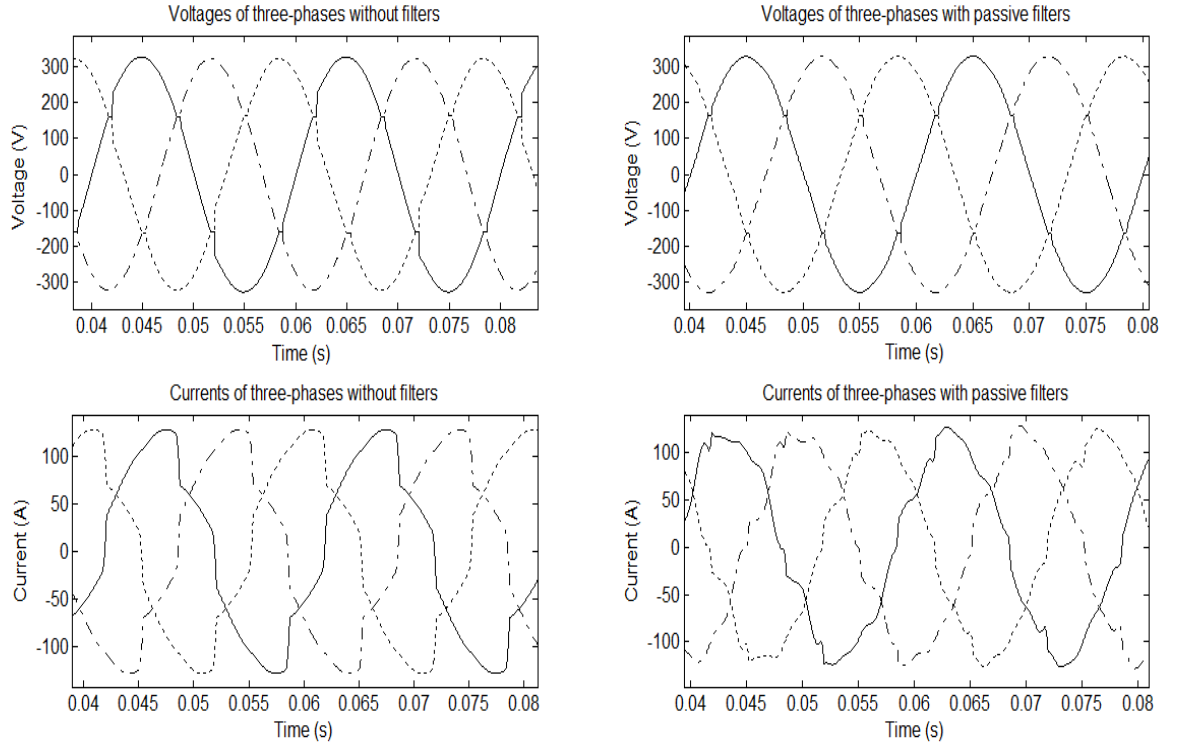 Voltages of three-phases without filters
Voltage (V)
300
200
100
0
-100
-200
-300
0.04 0.045 0.05 0.055 0.06 0.065 0.07 0.075 0.08
Time (s)
Voltages of three-phases with passive filters
Voltage (V)
300
200
100
0
-100
-200
-300
0.04 0.045 0.05 0.055 0.06 0.065 0.07 0.075 0.08
Time (s)
Currents of three-phases without filters
Current (A)
100
50
0
-50
-100
0.04 0.045 0.05 0.055 0.06 0.065 0.07 0.075 0.08
Time (s)
Currents of three-phases with passive filters
Current (A)
100
50
0
-50
-100
0.04 0.045 0.05 0.055 0.06 0.065 0.07 0.075 0.08
Time (s)